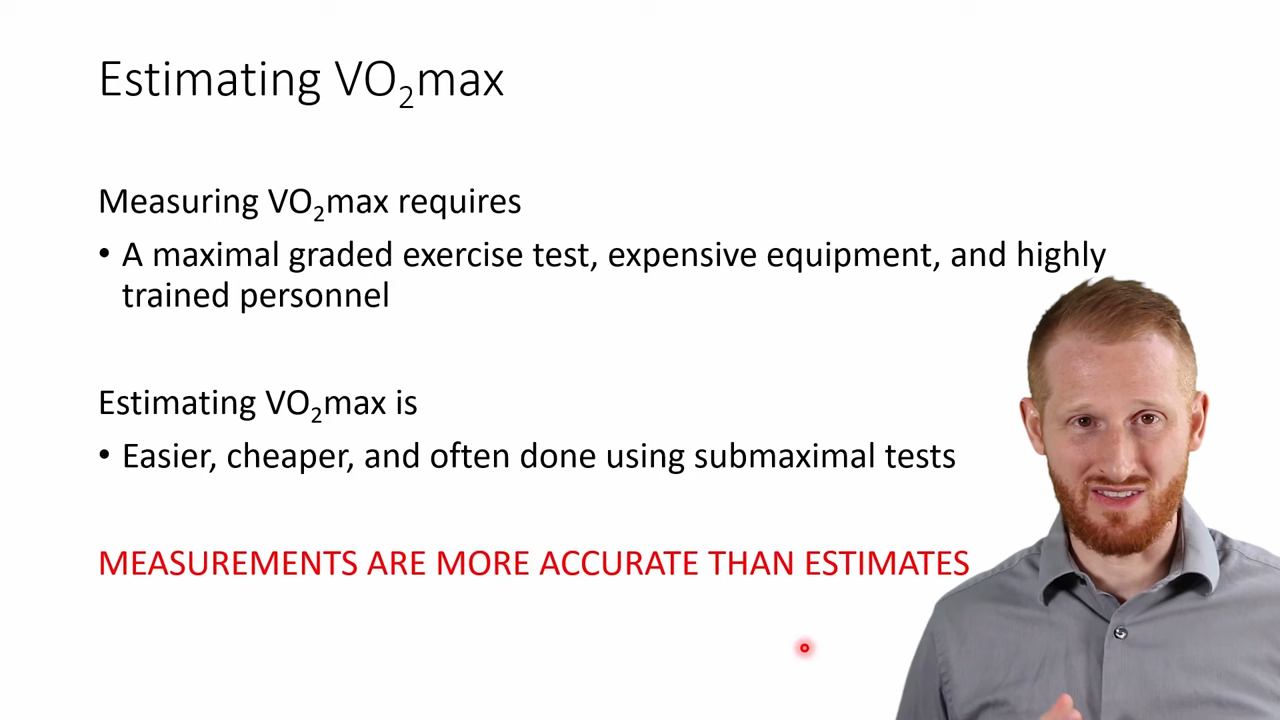 Estimating VO₂max
Measuring VO₂max requires
• A maximal graded exercise test, expensive equipment, and highly
trained personnel
Estimating VO₂max is
• Easier, cheaper, and often done using submaximal tests
MEASUREMENTS ARE MORE ACCURATE THAN ESTIMATES